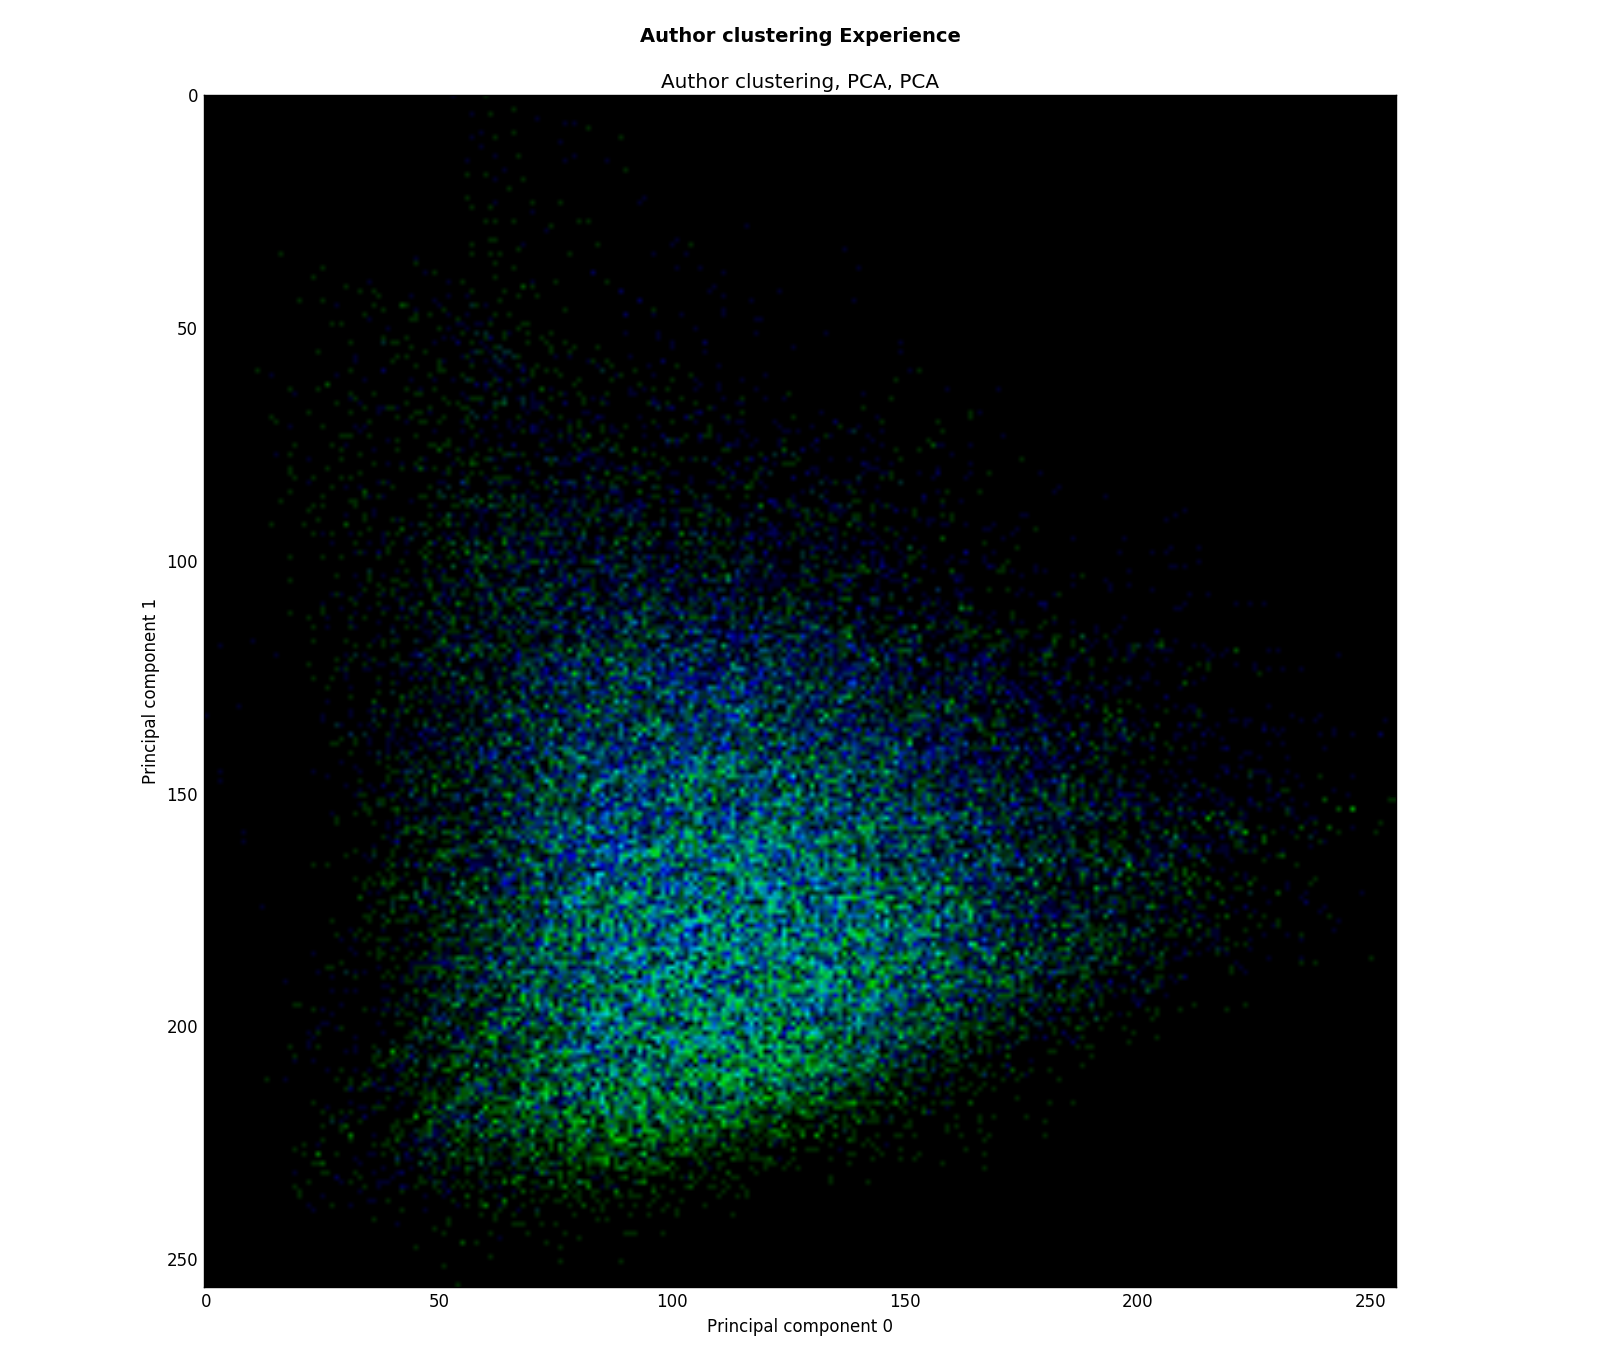 Author clustering Experience
Author clustering, PCA, PCA
0
50
100
150
200
250
Principal component 1
0 50 100 150 200 250
Principal component 0